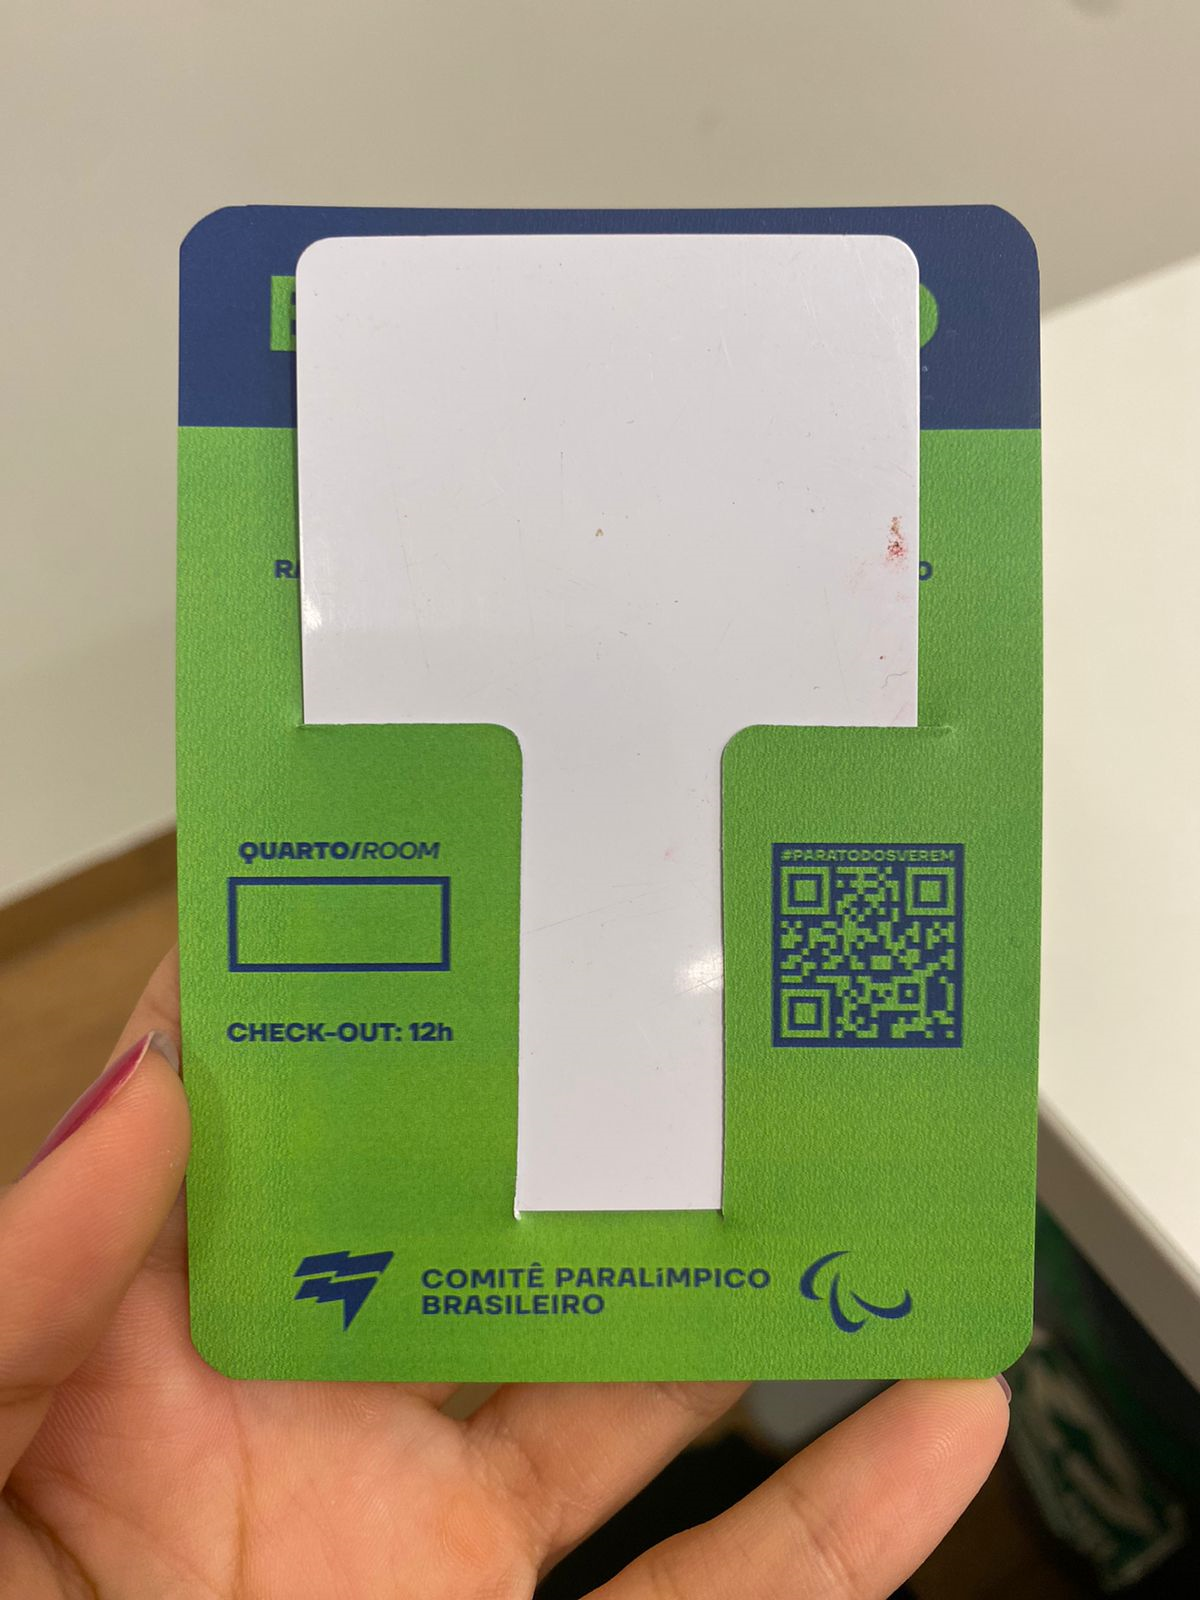 QUARTO/ROOM
CHECK-OUT: 12h
#PARATODOSVEREM
COMITÊ PARALíMPICO
BRASILEIRO